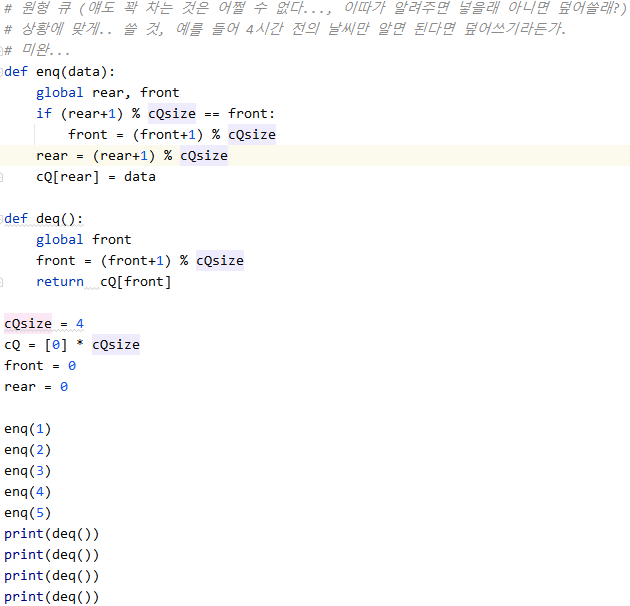 # 원형 큐 (얘도 꽉 차는 것은 어쩔 수 없다..., 이따가 알려주면 넣을래 아니면 덮어쓸래?)
# 상황에 맞게.. 쓸 것, 예를 들어 4시간 전의 날씨만 알면 된다면 덮어쓰기라든가.
# 미완...
def enq(data):
    global rear, front
    if (rear+1) % cQsize == front:
        front = (front+1) % cQsize
    rear = (rear+1) % cQsize
    cQ[rear] = data
def deq():
    global front
    front = (front+1) % cQsize
    return  cQ[front]
cQsize = 4
cQ = [0] * cQsize
front = 0
rear = 0
enq(1)
enq(2)
enq(3)
enq(4)
enq(5)
print(deq())
print(deq())
print(deq())
print(deq())